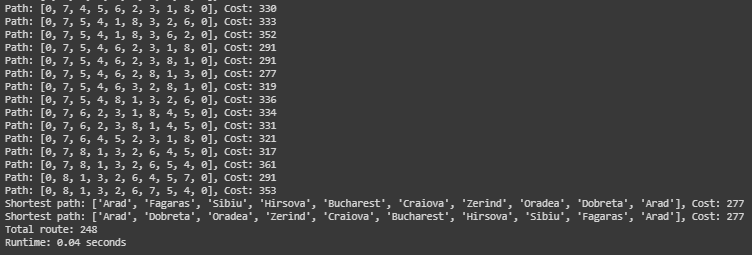 Path: [0, 7, 4, 5, 6, 2, 3, 1, 8, 0], Cost: 330
Path: [0, 7, 5, 4, 1, 8, 3, 2, 6, 0], Cost: 333
Path: [0, 7, 5, 4, 1, 8, 3, 6, 2, 0], Cost: 352
Path: [0, 7, 5, 4, 6, 2, 3, 1, 8, 0], Cost: 291
Path: [0, 7, 5, 4, 6, 2, 3, 8, 1, 0], Cost: 291
Path: [0, 7, 5, 4, 6, 2, 8, 1, 3, 0], Cost: 277
Path: [0, 7, 5, 4, 6, 3, 2, 8, 1, 0], Cost: 319
Path: [0, 7, 5, 4, 8, 1, 3, 2, 6, 0], Cost: 336
Path: [0, 7, 6, 2, 3, 1, 8, 4, 5, 0], Cost: 334
Path: [0, 7, 6, 2, 3, 8, 1, 4, 5, 0], Cost: 331
Path: [0, 7, 6, 4, 5, 2, 3, 1, 8, 0], Cost: 321
Path: [0, 7, 8, 1, 3, 2, 6, 4, 5, 0], Cost: 317
Path: [0, 7, 8, 1, 3, 2, 6, 5, 4, 0], Cost: 361
Path: [0, 8, 1, 3, 2, 6, 4, 5, 7, 0], Cost: 291
Path: [0, 8, 1, 3, 2, 6, 7, 5, 4, 0], Cost: 353
Shortest path: ['Arad', 'Fagaras', 'Sibiu', 'Hirsova', 'Bucharest', 'Craiova', 'Zerind', 'Oradea', 'Dobreta', 'Arad'], Cost: 277
Shortest path: ['Arad', 'Dobreta', 'Oradea', 'Zerind', 'Craiova', 'Bucharest', 'Hirsova', 'Sibiu', 'Fagaras', 'Arad'], Cost: 277
Total route: 248
Runtime: 0.04 seconds